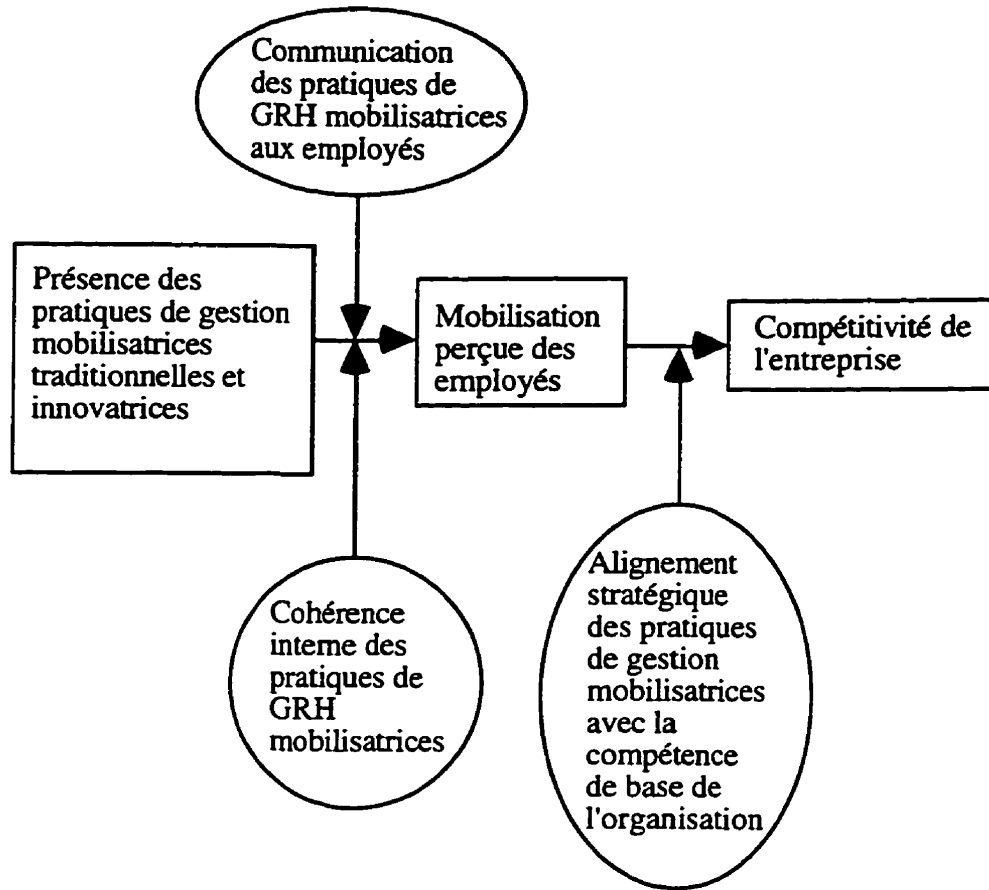 Communication
des pratiques de
GRH mobilisatrices
aux employés
Présence des
pratiques de gestion
mobilisatrices
traditionnelles et
innovatrices
Mobilisation
perçue des
employés
Compétitivité de
l'entreprise
Cohérence
interne des
pratiques de
GRH
mobilisatrices
Alignement
stratégique
des pratiques
de gestion
mobilisatrices
avec la
compétence
de base de
l'organisation